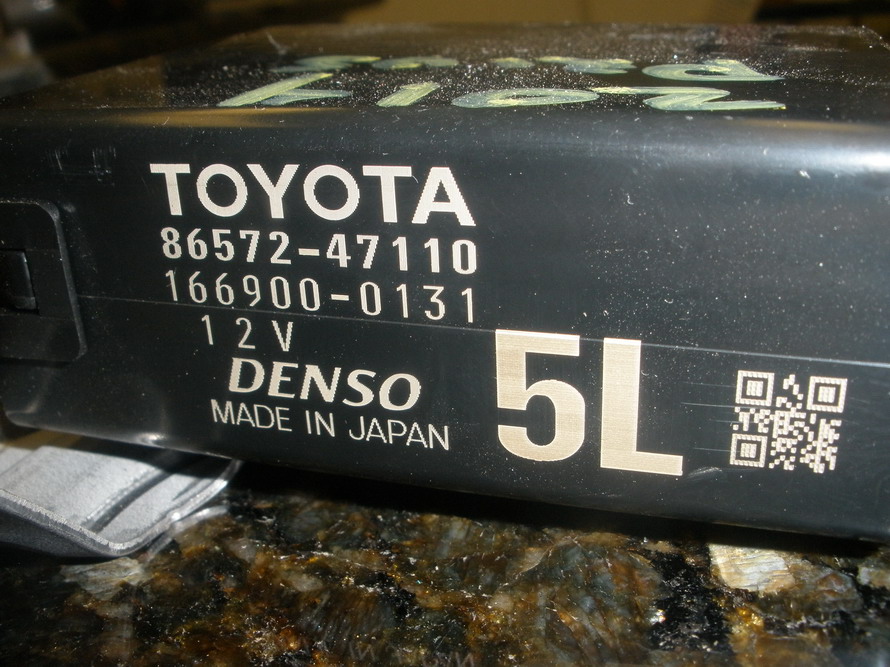 TOYOTA
86572-47110
166900-0131
12V
DENSO
MADE IN JAPAN
5L